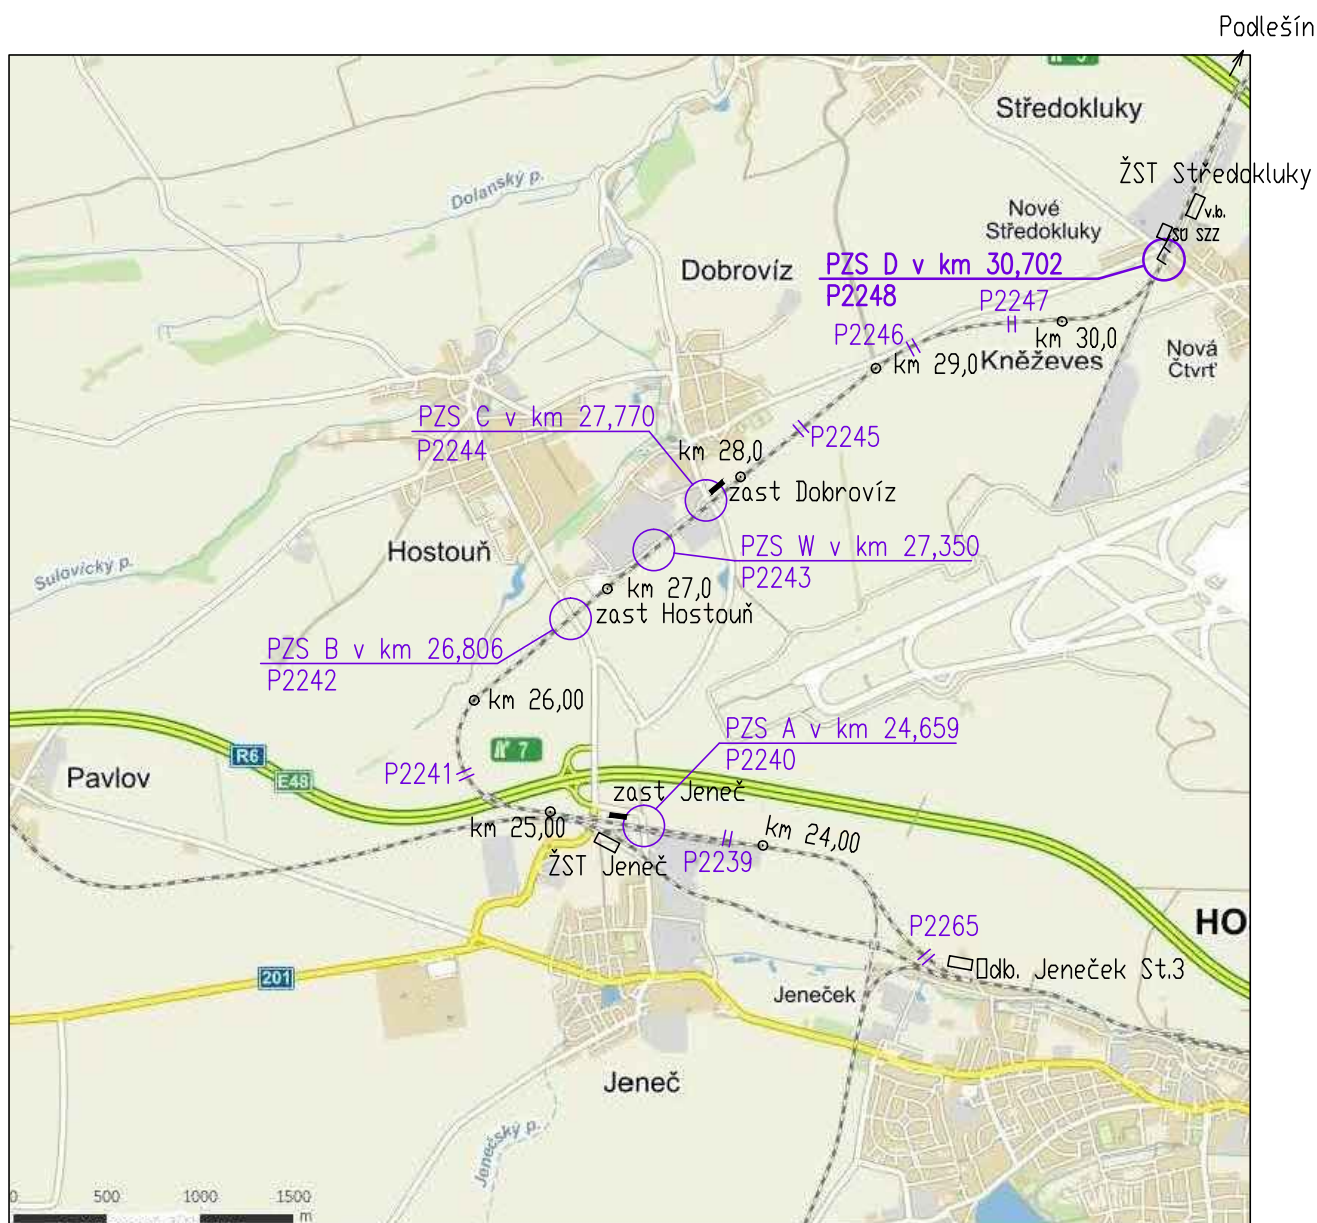 Podlešín
Středokluky
ŽST Středokluky
Dolanský p.
Nové
Středokluky
v.b.
SÚ SZZ
Dobrovíz
PZS D v km 30,702
P2248
P2247
P2246
km 30,0
Nová
Čtvrť
km 29,0
Kněževes
PZS C v km 27,770
P2244
P2245
km 28,0
zast Dobrovíz
Hostouň
PZS W v km 27,350
P2243
Sulovický p.
km 27,0
zast Hostouň
PZS B v km 26,806
P2242
km 26,00
PZS A v km 24,659
P2240
R6
7
Pavlov
E48
P2241
zast Jeneč
km 25,00
km 24,00
ŽST Jeneč
P2239
P2265
HO
201
Odb. Jeneček St.3
Jeneček
Jeneč
Jenečský p.
0 500 1000 1500
m